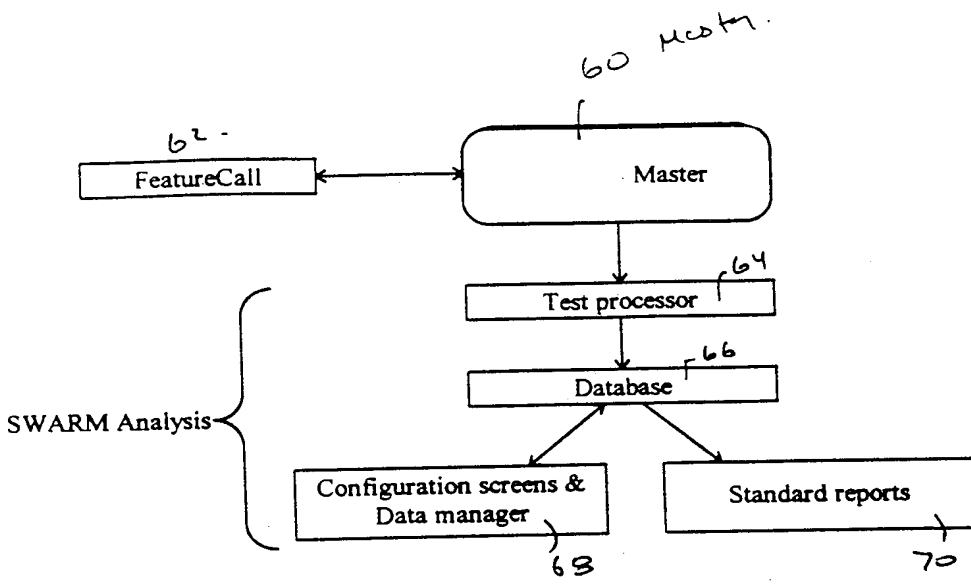 60 Master
62
FeatureCall
Master
64
Test processor
66
Database
SWARM Analysis
Configuration screens &
Data manager
Standard reports
68
70